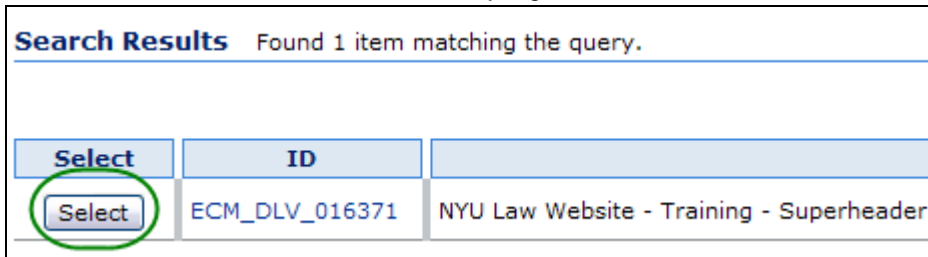 Search Results Found 1 item matching the query.
Select ID
Select ECM_DLV_016371 NYU Law Website - Training - Superheader